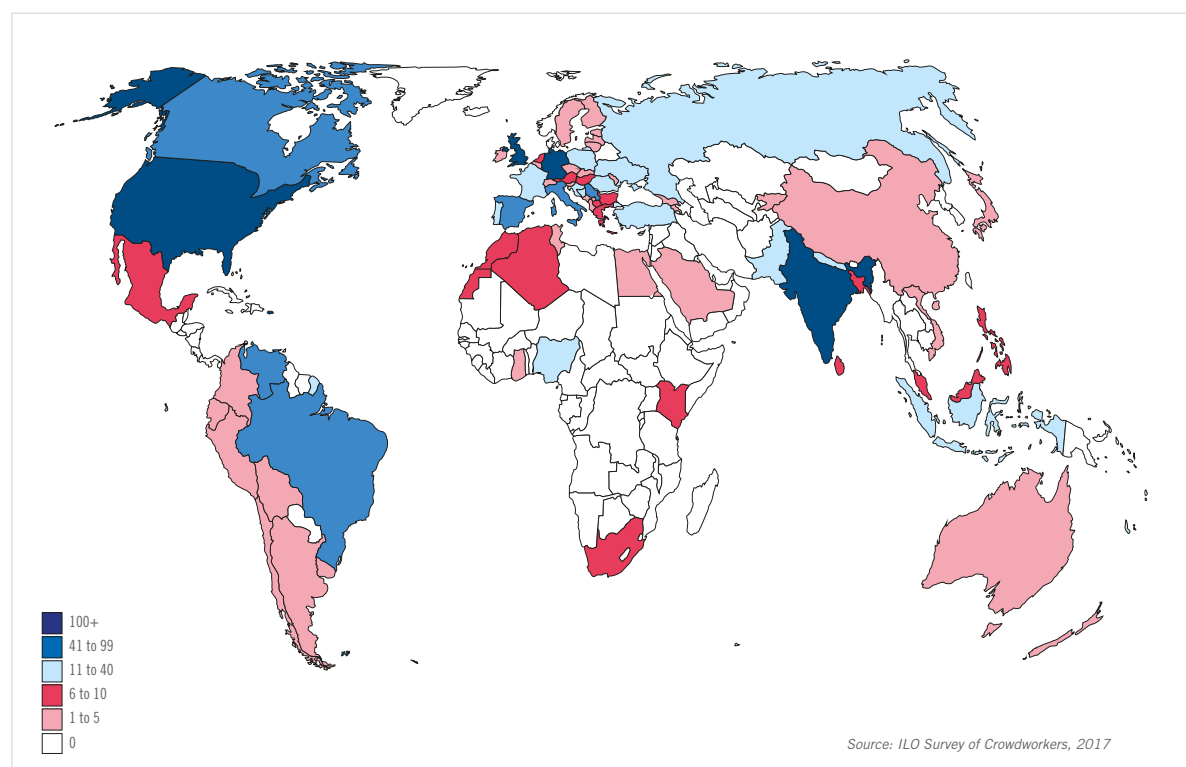 100+
41 to 99
11 to 40
6 to 10
1 to 5
0
Source: ILO Survey of Crowdworkers, 2017